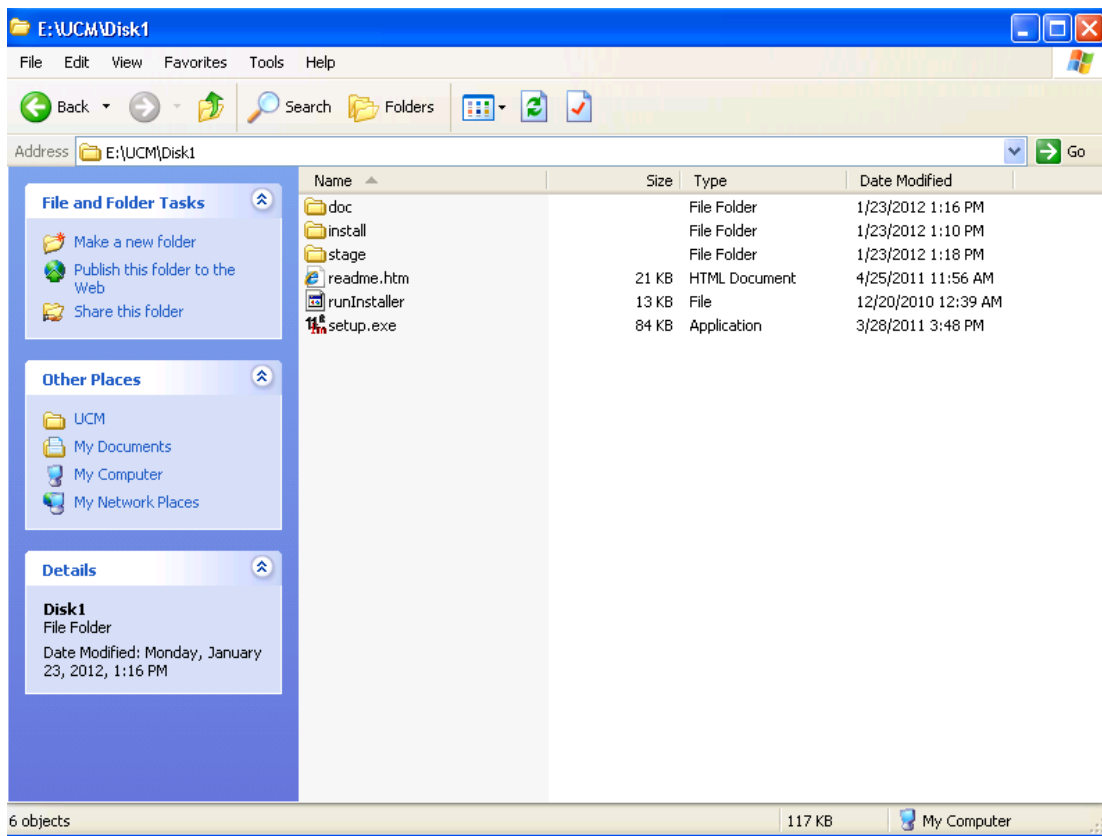 E:\UCM\Disk1
File Edit View Favorites Tools Help
Back Search Folders
Address E:\UCM\Disk1 Go
File and Folder Tasks
Make a new folder
Publish this folder to the
Web
Share this folder
Other Places
UCM
My Documents
My Computer
My Network Places
Details
Disk1
File Folder
Date Modified: Monday, January
23, 2012, 1:16 PM
Name Size Type Date Modified
doc File Folder 1/23/2012 1:16 PM
install File Folder 1/23/2012 1:10 PM
stage File Folder 1/23/2012 1:18 PM
readme.htm 21 KB HTML Document 4/25/2011 11:56 AM
runInstaller 13 KB File 12/20/2010 12:39 AM
setup.exe 84 KB Application 3/28/2011 3:48 PM
6 objects 117 KB My Computer